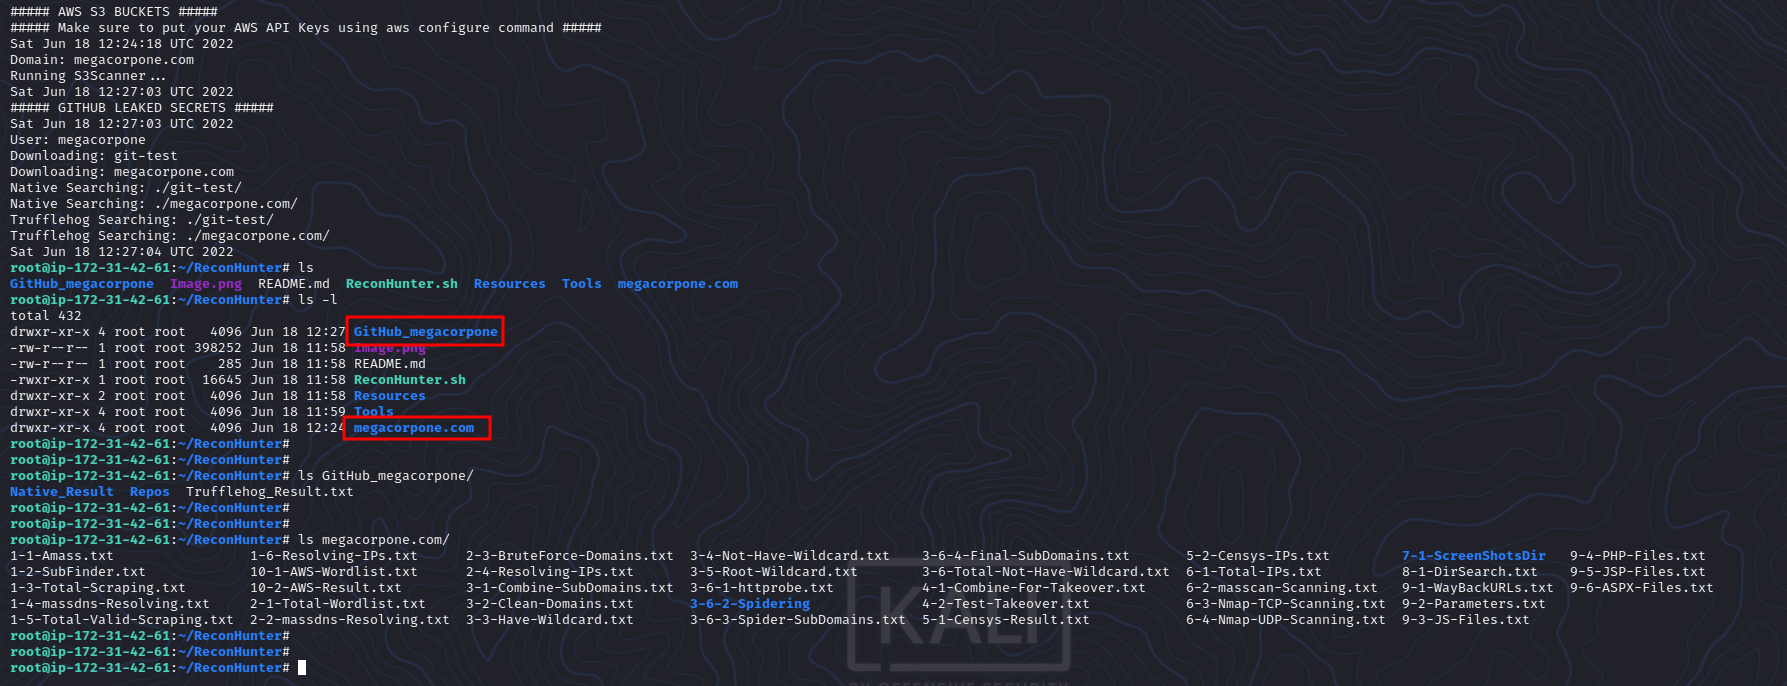 ##### AWS S3 BUCKETS #####
##### Make sure to put your AWS API Keys using aws configure command #####
Sat Jun 18 12:24:18 UTC 2022
Domain: megacorpone.com
Running S3Scanner...
Sat Jun 18 12:27:03 UTC 2022
##### GITHUB LEAKED SECRETS #####
Sat Jun 18 12:27:03 UTC 2022
User: megacorpone
Downloading: git-test
Downloading: megacorpone.com
Native Searching: ./git-test/
Native Searching: ./megacorpone.com/
Trufflehog Searching: ./git-test/
Trufflehog Searching: ./megacorpone.com/
Sat Jun 18 12:27:04 UTC 2022
root@ip-172-31-42-61:~/ReconHunter# ls
GitHub_megacorpone  Image.png  README.md  ReconHunter.sh  Resources  Tools  megacorpone.com
root@ip-172-31-42-61:~/ReconHunter# ls -l
total 432
drwxr-xr-x 4 root root   4096 Jun 18 12:27 GitHub_megacorpone
-rw-r--r-- 1 root root 398252 Jun 18 11:58 Image.png
-rw-r--r-- 1 root root    285 Jun 18 11:58 README.md
-rwxr-xr-x 1 root root  16645 Jun 18 11:58 ReconHunter.sh
drwxr-xr-x 2 root root   4096 Jun 18 11:58 Resources
drwxr-xr-x 4 root root   4096 Jun 18 11:59 Tools
drwxr-xr-x 4 root root   4096 Jun 18 12:24 megacorpone.com
root@ip-172-31-42-61:~/ReconHunter#
root@ip-172-31-42-61:~/ReconHunter#
root@ip-172-31-42-61:~/ReconHunter# ls GitHub_megacorpone/
Native_Result  Repos  Trufflehog_Result.txt
root@ip-172-31-42-61:~/ReconHunter#
root@ip-172-31-42-61:~/ReconHunter#
root@ip-172-31-42-61:~/ReconHunter# ls megacorpone.com/
1-1-Amass.txt  1-6-Resolving-IPs.txt  2-3-BruteForce-Domains.txt  3-4-Not-Have-Wildcard.txt  3-6-4-Final-SubDomains.txt  5-2-Censys-IPs.txt  7-1-ScreenShotsDir  9-4-PHP-Files.txt
1-2-SubFinder.txt  10-1-AWS-Wordlist.txt  2-4-Resolving-IPs.txt  3-5-Root-Wildcard.txt  3-6-Total-Not-Have-Wildcard.txt  6-1-Total-IPs.txt  8-1-DirSearch.txt  9-5-JSP-Files.txt
1-3-Total-Scraping.txt  10-2-AWS-Result.txt  3-1-Combine-SubDomains.txt  3-6-1-httprobe.txt  4-1-Combine-For-Takeover.txt  6-2-masscan-Scanning.txt  9-1-WayBackURLs.txt  9-6-ASPX-Files.txt
1-4-massdns-Resolving.txt  2-1-Total-Wordlist.txt  3-2-Clean-Domains.txt  3-6-2-Spidering  4-2-Test-Takeover.txt  6-3-Nmap-TCP-Scanning.txt  9-2-Parameters.txt
1-5-Total-Valid-Scraping.txt  2-2-massdns-Resolving.txt  3-3-Have-Wildcard.txt  3-6-3-Spider-SubDomains.txt  5-1-Censys-Result.txt  6-4-Nmap-UDP-Scanning.txt  9-3-JS-Files.txt
root@ip-172-31-42-61:~/ReconHunter#
root@ip-172-31-42-61:~/ReconHunter#
root@ip-172-31-42-61:~/ReconHunter#
KALI
BY OFFENSIVE SECURITY